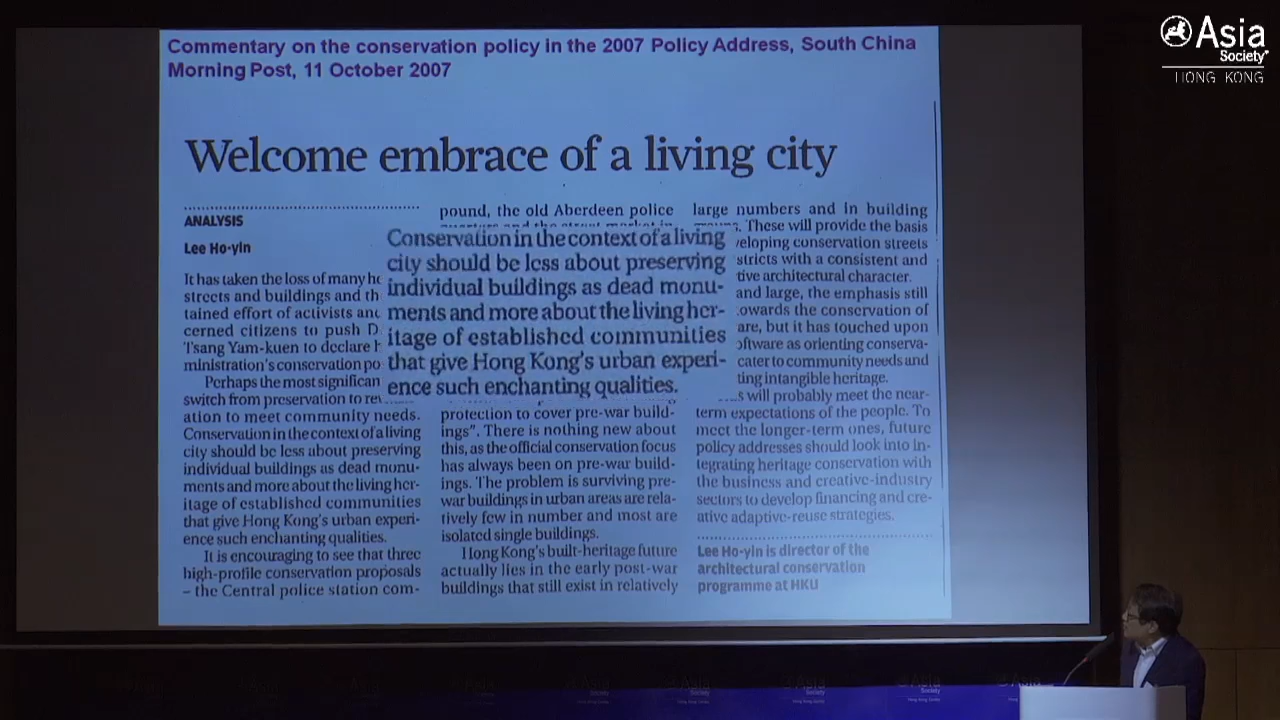 Commentary on the conservation policy in the 2007 Policy Address, South China
Morning Post, 11 October 2007
Asia
Society
HONG KONG
Welcome embrace of a living city
ANALYSIS
Lee Ho-yin
It has taken the loss of many
streets and buildings and th
tained effort of activists and
cerned citizens to push D
Tsang Yam-kuen to declare
ministration's conservation po
Perhaps the most significan
switch from preservation to
ation to meet community needs.
Conservation in the context of a living
city should be less about preserving
individual buildings as dead monu-
ments and more about the living her-
itage of established communities
that give Hong Kong's urban experi-
ence such enchanting qualities.
It is encouraging to see that three
high-profile conservation proposals
– the Central police station com-
pound, the old Aberdeen police
Conservation in the context of a living
city should be less about preserving
individual buildings as dead monu-
ments and more about the living her-
itage of established communities
that give Hong Kong's urban experi-
ence such enchanting qualities.
protection to cover pre-war build-
ings". There is nothing new about
this, as the official conservation focus
has always been on pre-war build-
ings. The problem is surviving pre-
war buildings in urban areas are rela-
tively few in number and most are
isolated single buildings.
Hong Kong's built-heritage future
actually lies in the early post-war
buildings that still exist in relatively
large numbers and in building
These will provide the basis
veloping conservation streets
stricts with a consistent and
tive architectural character.
and large, the emphasis still
owards the conservation of
are, but it has touched upon
oftware as orienting conserva-
cater to community needs and
ting intangible heritage.
s will probably meet the near-
term expectations of the people. To
meet the longer-term ones, future
policy addresses should look into in-
tegrating heritage conservation with
the business and creative-industry
sectors to develop financing and cre-
ative adaptive-reuse strategies.
Lee Ho-yin is director of the
architectural conservation
programme at HKU